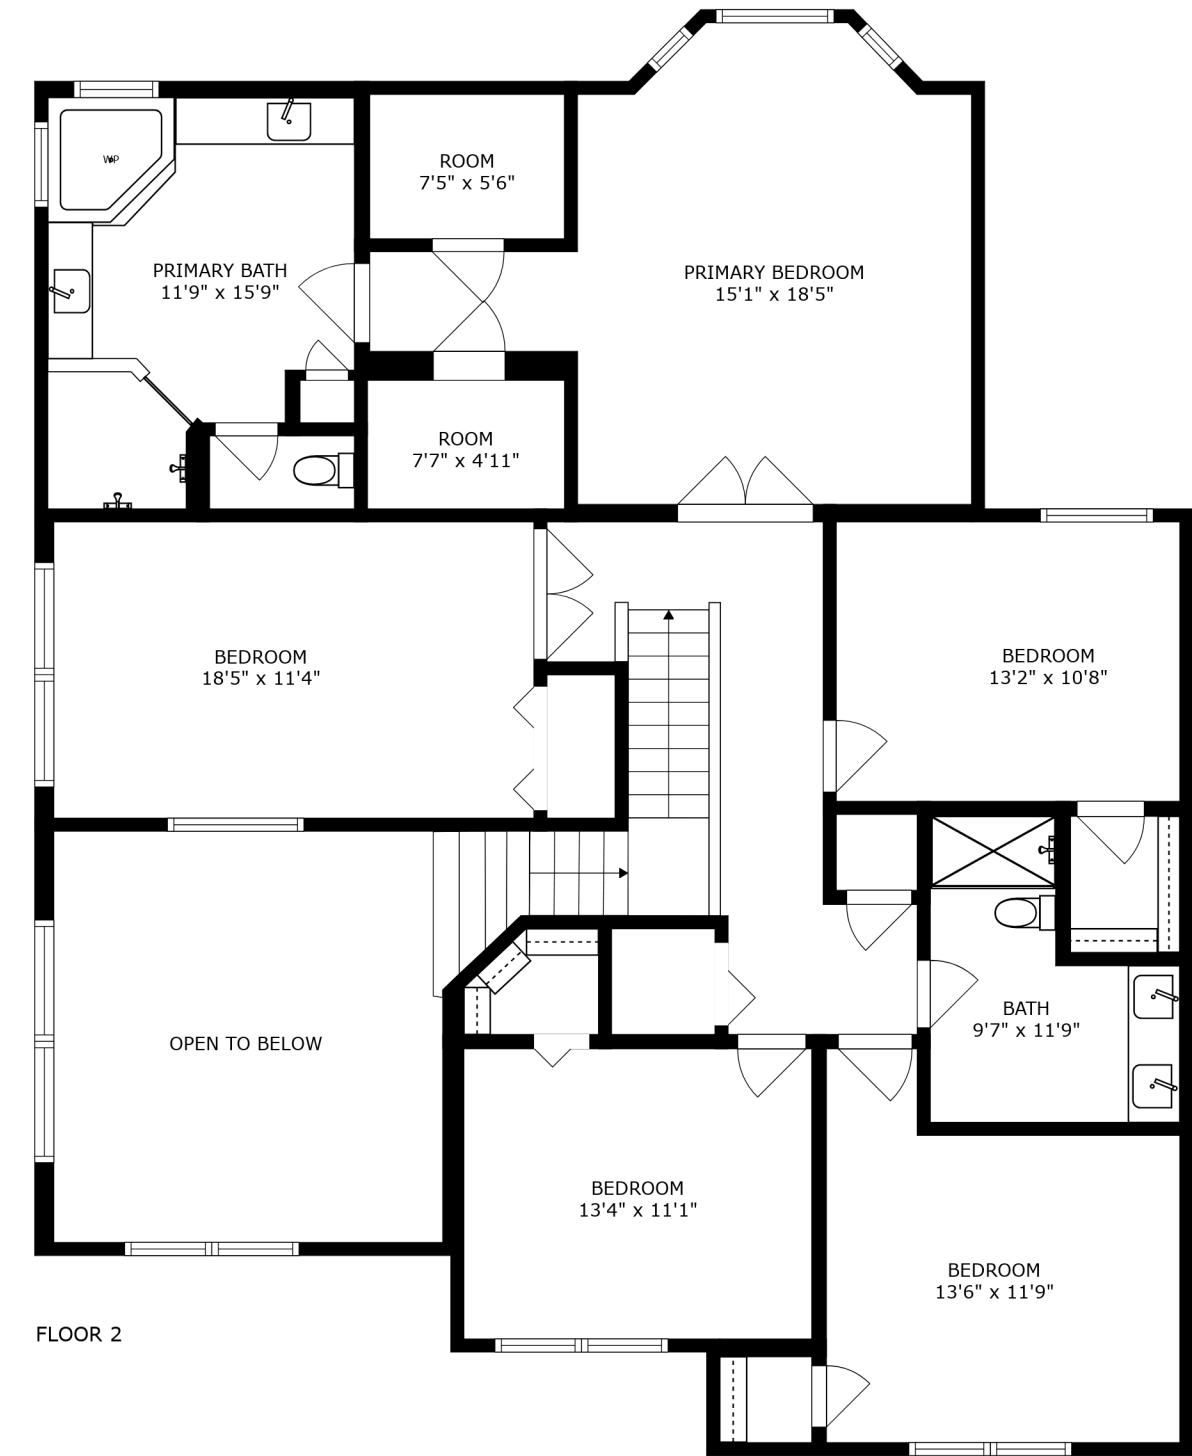 WP
ROOM
7'5" x 5'6"
PRIMARY BATH
11'9" x 15'9"
PRIMARY BEDROOM
15'1" x 18'5"
ROOM
7'7" x 4'11"
BEDROOM
18'5" x 11'4"
BEDROOM
13'2" x 10'8"
OPEN TO BELOW
BATH
9'7" x 11'9"
BEDROOM
13'4" x 11'1"
BEDROOM
13'6" x 11'9"
FLOOR 2